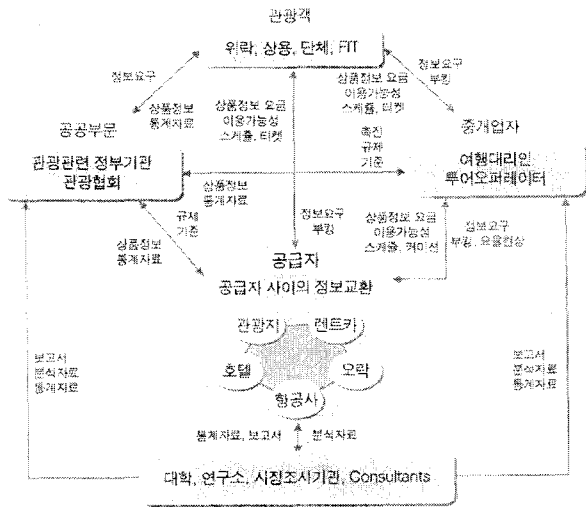 관광객
위락, 상용, 단체, FIT
정보요구
상품정보
통계자료
상품정보 요금
이용가능성
스케줄, 티켓
상품정보 요금
이용가능성
스케줄, 티켓
정보요구
부킹
공공부문
관광관련 정부기관
관광협회
촉진
규제
기준
중개업자
여행대리인
투어오퍼레이터
상품정보
통계자료
규제
기준
상품정보
통계자료
정보요구
부킹
상품정보 요금
이용가능성
스케줄, 커미션
정보요구
부킹, 요율협상
공급자
공급자 사이의 정보교환
관광지
렌트카
호텔
오락
항공사
보고서
분석자료
통계자료
보고서
분석자료
통계자료
통계자료, 보고서
분석자료
대학, 연구소, 시장조사기관, Consultants